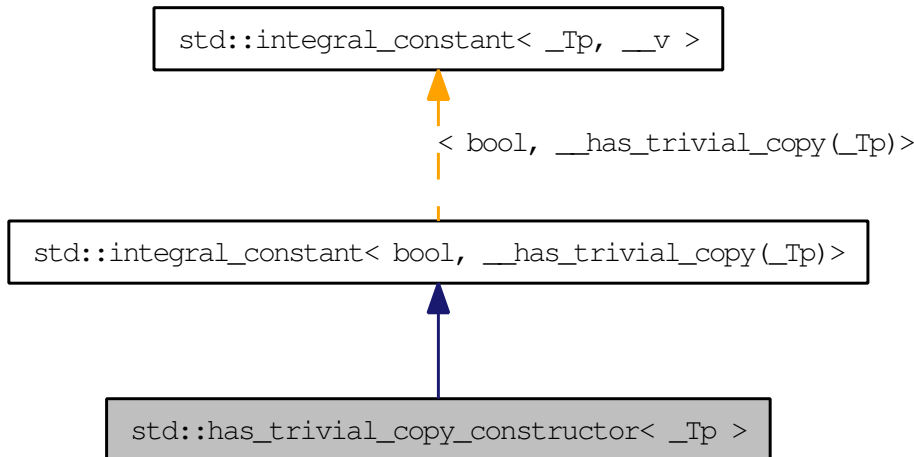 std::integral_constant< _Tp, __v >
< bool, __has_trivial_copy(_Tp)>
std::integral_constant< bool, __has_trivial_copy(_Tp)>
std::has_trivial_copy_constructor< _Tp >